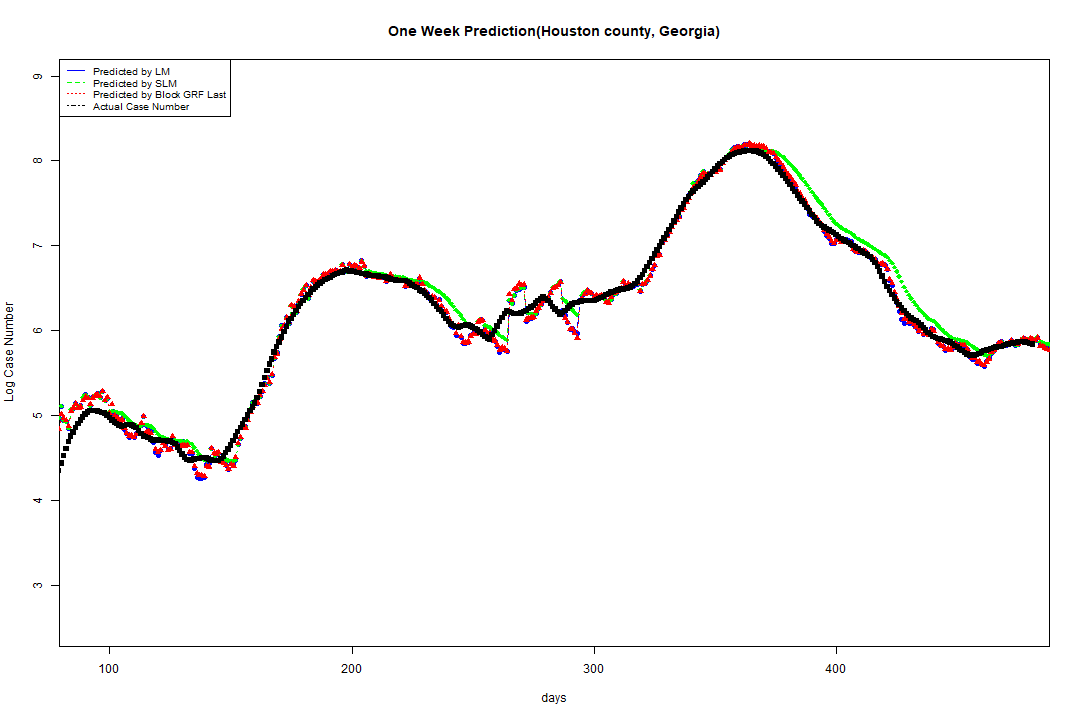 One Week Prediction(Houston county, Georgia)
Predicted by LM
Predicted by SLM
Predicted by Block GRF Last
Actual Case Number
9
8
7
6
5
4
3
Log Case Number
100 200 300 400
days